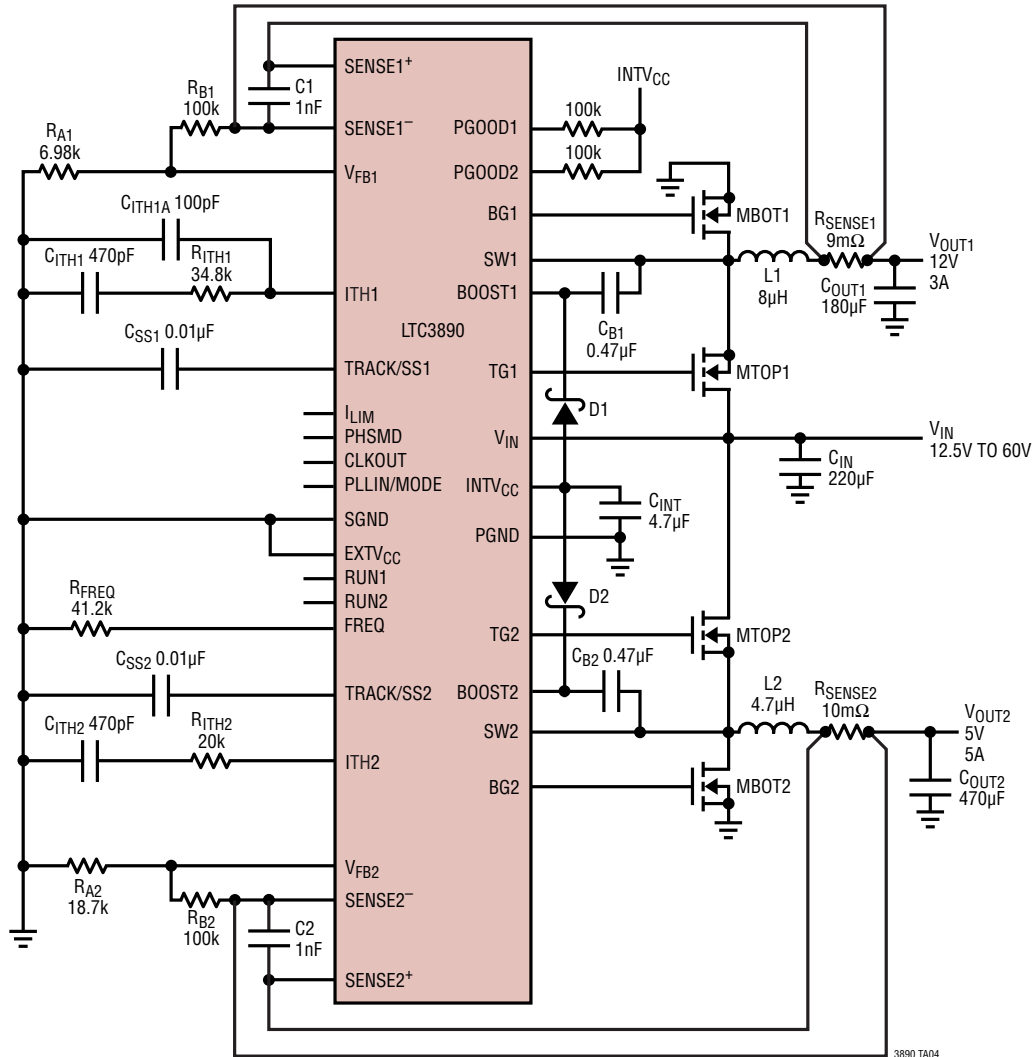 SENSE1+
RB1
100k
C1
1nF
SENSE1−
RA1
6.98k
VFB1
CITH1A 100pF
CITH1 470pF
RITH1
34.8k
ITH1
CSS1 0.01µF
TRACK/SS1
ILIM
PHSMD
CLKOUT
PLLIN/MODE
SGND
EXTVCC
RUN1
RUN2
RFREQ
41.2k
FREQ
CSS2 0.01µF
TRACK/SS2
CITH2 470pF
RITH2
20k
ITH2
VFB2
RA2
18.7k
SENSE2−
RB2
100k
C2
1nF
SENSE2+
LTC3890
INTVCC
PGOOD1
100k
PGOOD2
100k
BG1
MBOT1
SW1
L1
8µH
RSENSE1
9mΩ
VOUT1
12V
3A
COUT1
180µF
BOOST1
CB1
0.47µF
TG1
MTOP1
D1
VIN
VIN
12.5V TO 60V
CIN
220µF
INTVCC
CINT
4.7µF
PGND
D2
TG2
MTOP2
CB2 0.47µF
BOOST2
L2
4.7µH
RSENSE2
10mΩ
SW2
VOUT2
5V
5A
COUT2
470µF
BG2
MBOT2
3890 TA04